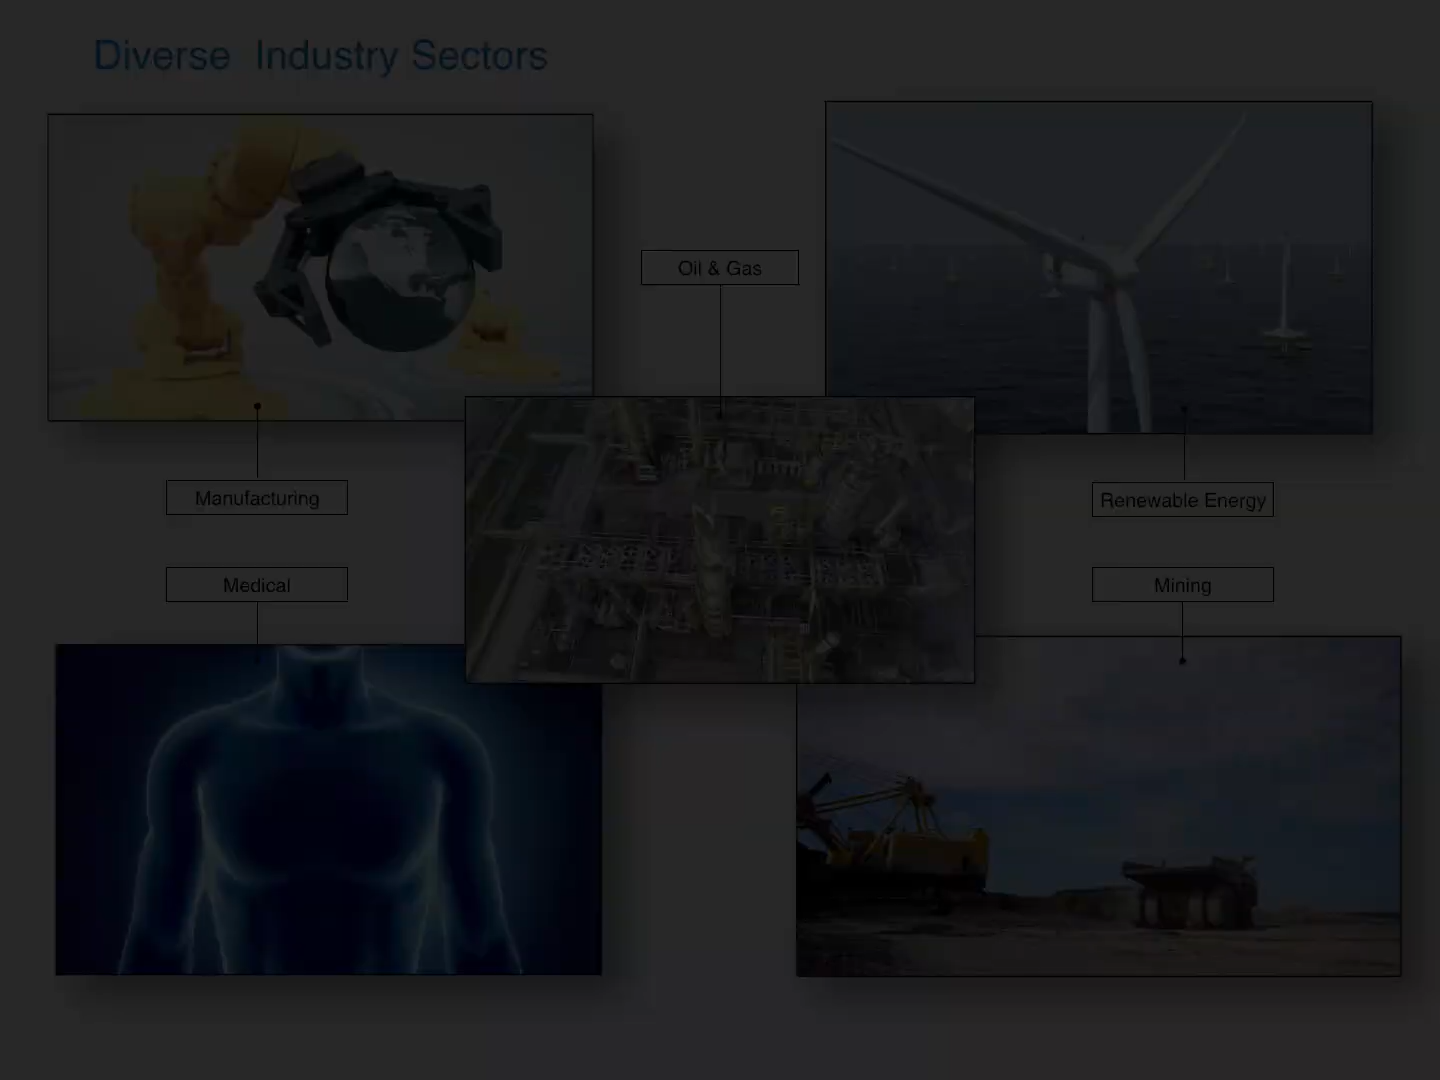 Diverse  Industry Sectors
Oil & Gas
Manufacturing
Renewable Energy
Medical
Mining